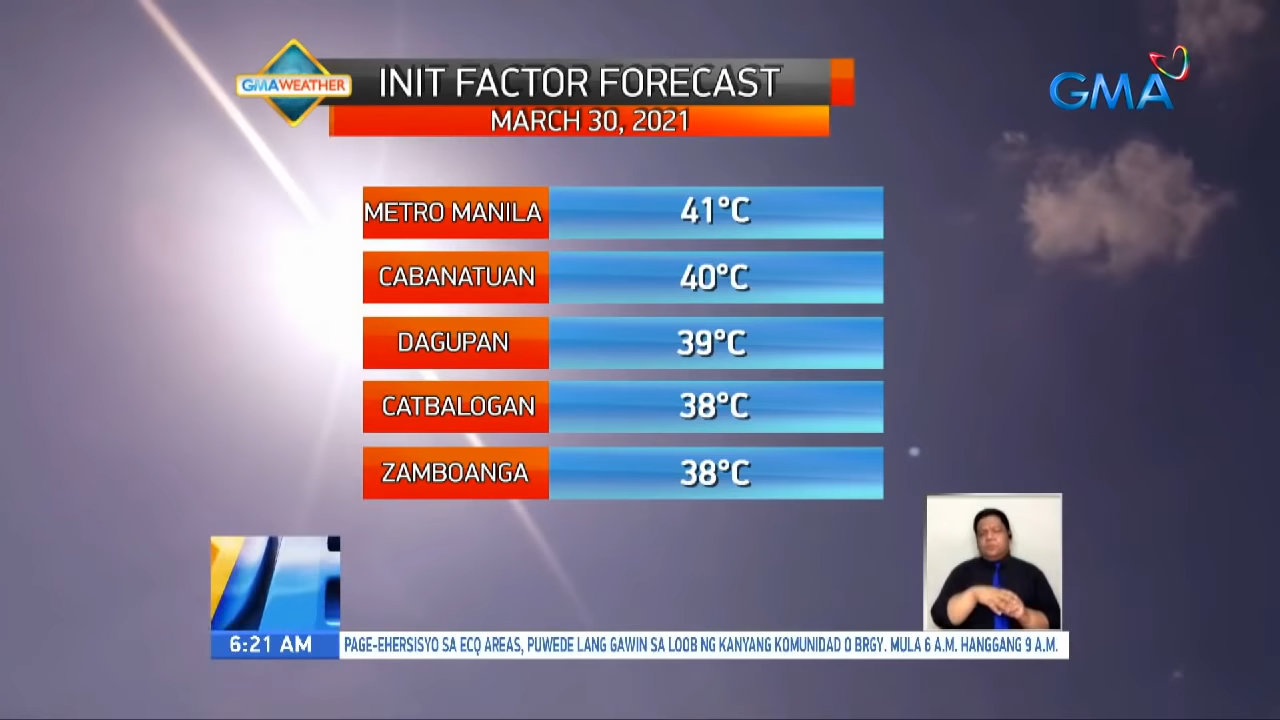 GMAWEATHER
INIT FACTOR FORECAST
MARCH 30, 2021
GMA
METRO MANILA 41°C
CABANATUAN 40°C
DAGUPAN 39°C
CATBALOGAN 38°C
ZAMBOANGA 38°C
6:21 AM PAGE-EHERSISYO SA ECQ AREAS, PUWEDE LANG GAWIN SA LOOB NG KANYANG KOMUNIDAD O BRGY. MULA 6 A.M. HANGGANG 9 A.M.